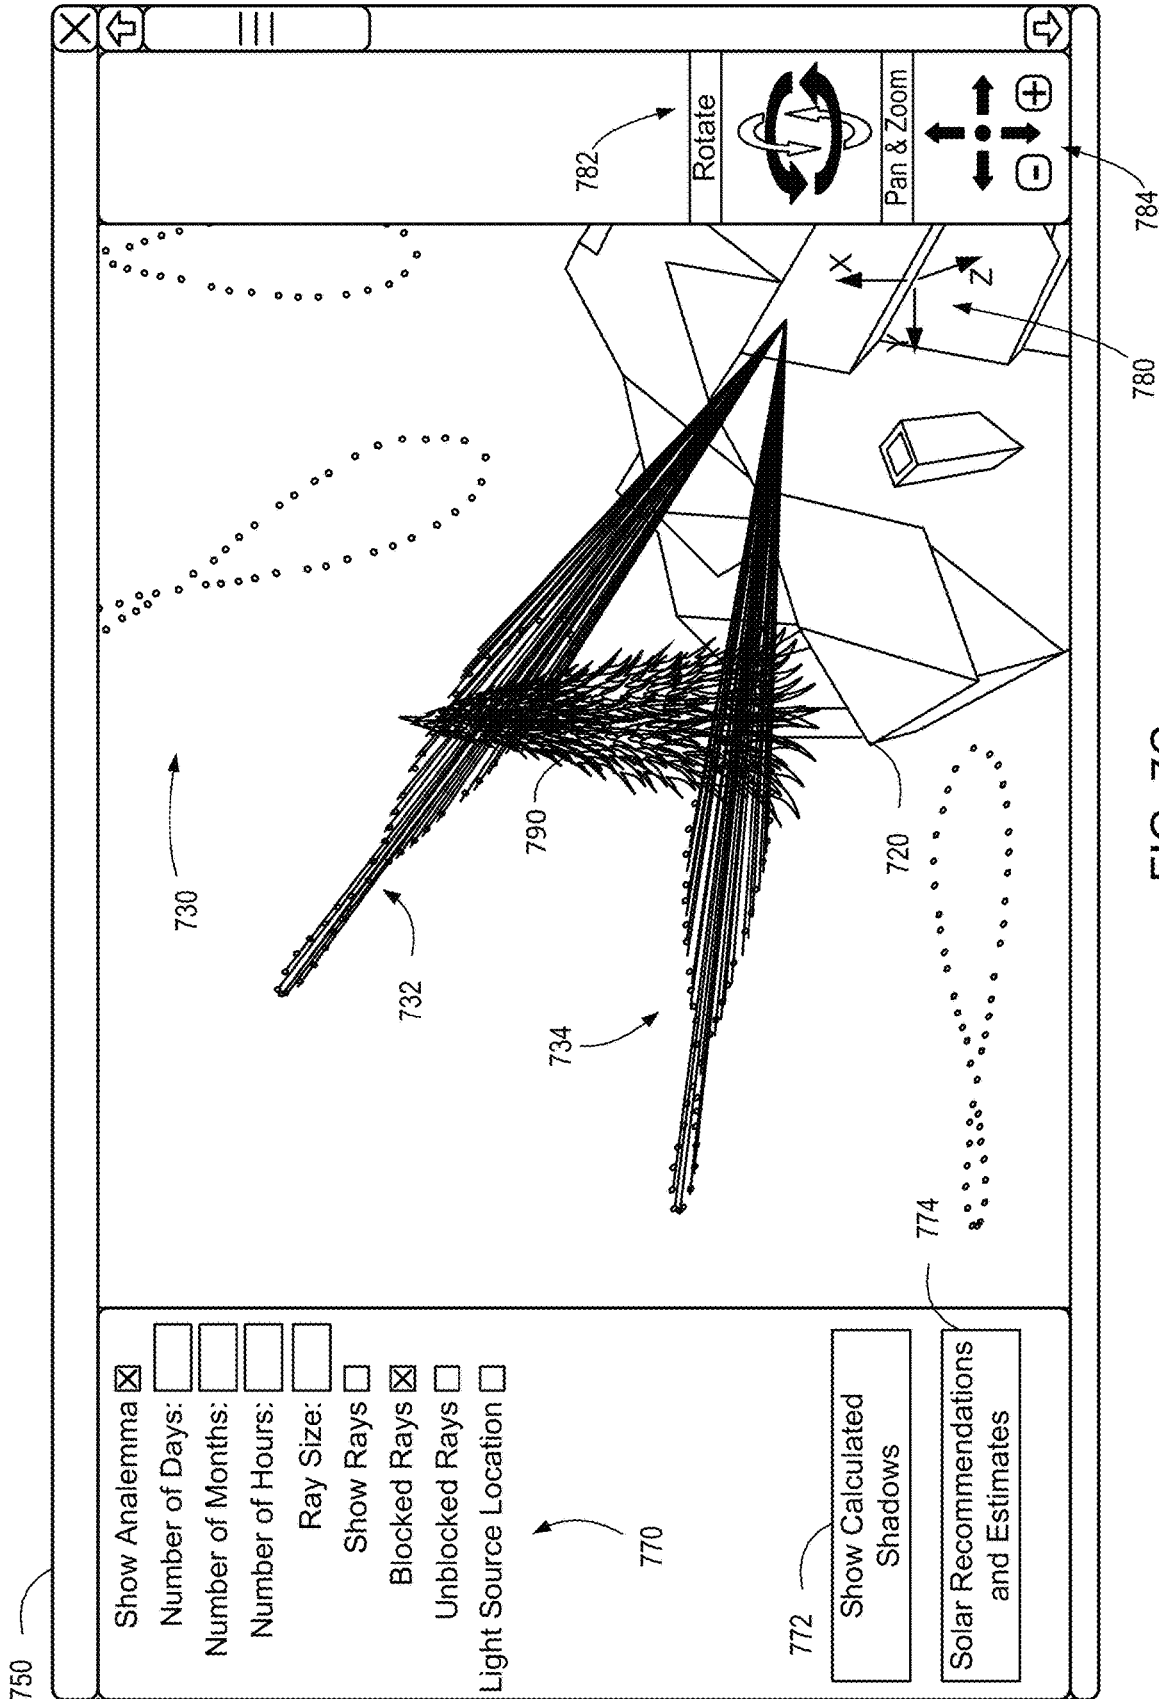 750
Show Analemma
Number of Days:
Number of Months:
Number of Hours:
Ray Size:
Show Rays
Blocked Rays
Unblocked Rays
Light Source Location
770
772
Show Calculated
Shadows
774
Solar Recommendations
and Estimates
730
732
734
790
720
X
Y
Z
780
782
Rotate
Pan & Zoom
784
FIG.